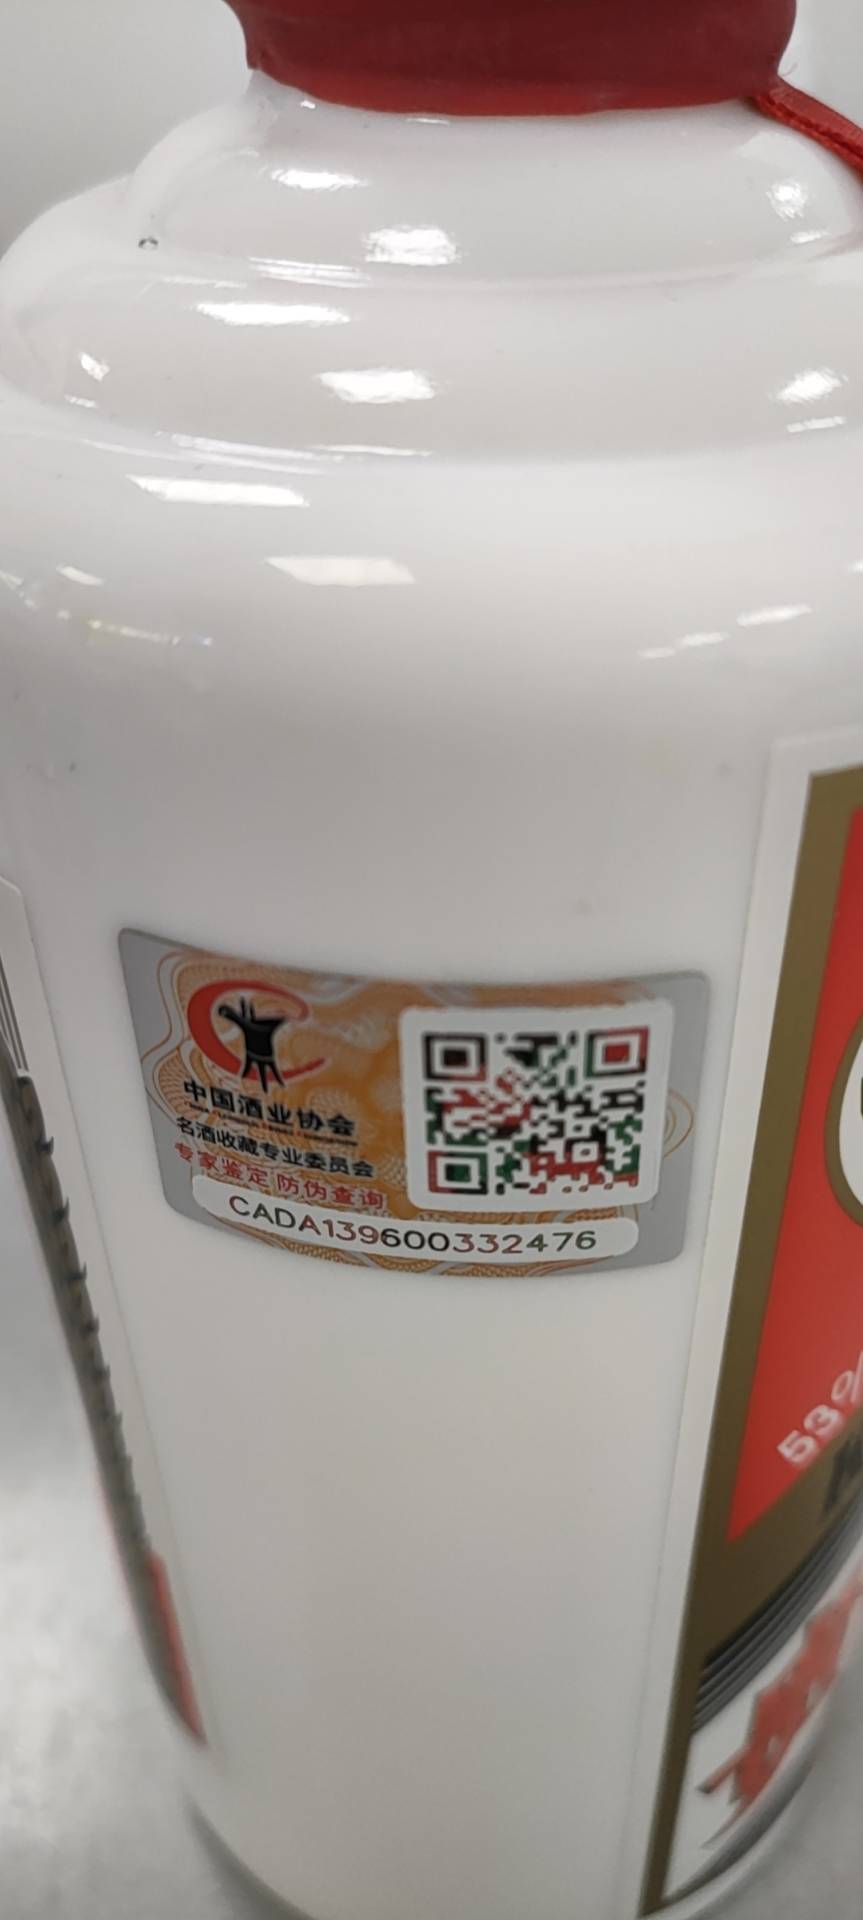 中国酒业协会
名酒收藏专业委员会
专家鉴定 防伪查询
CADA139600332476
53%